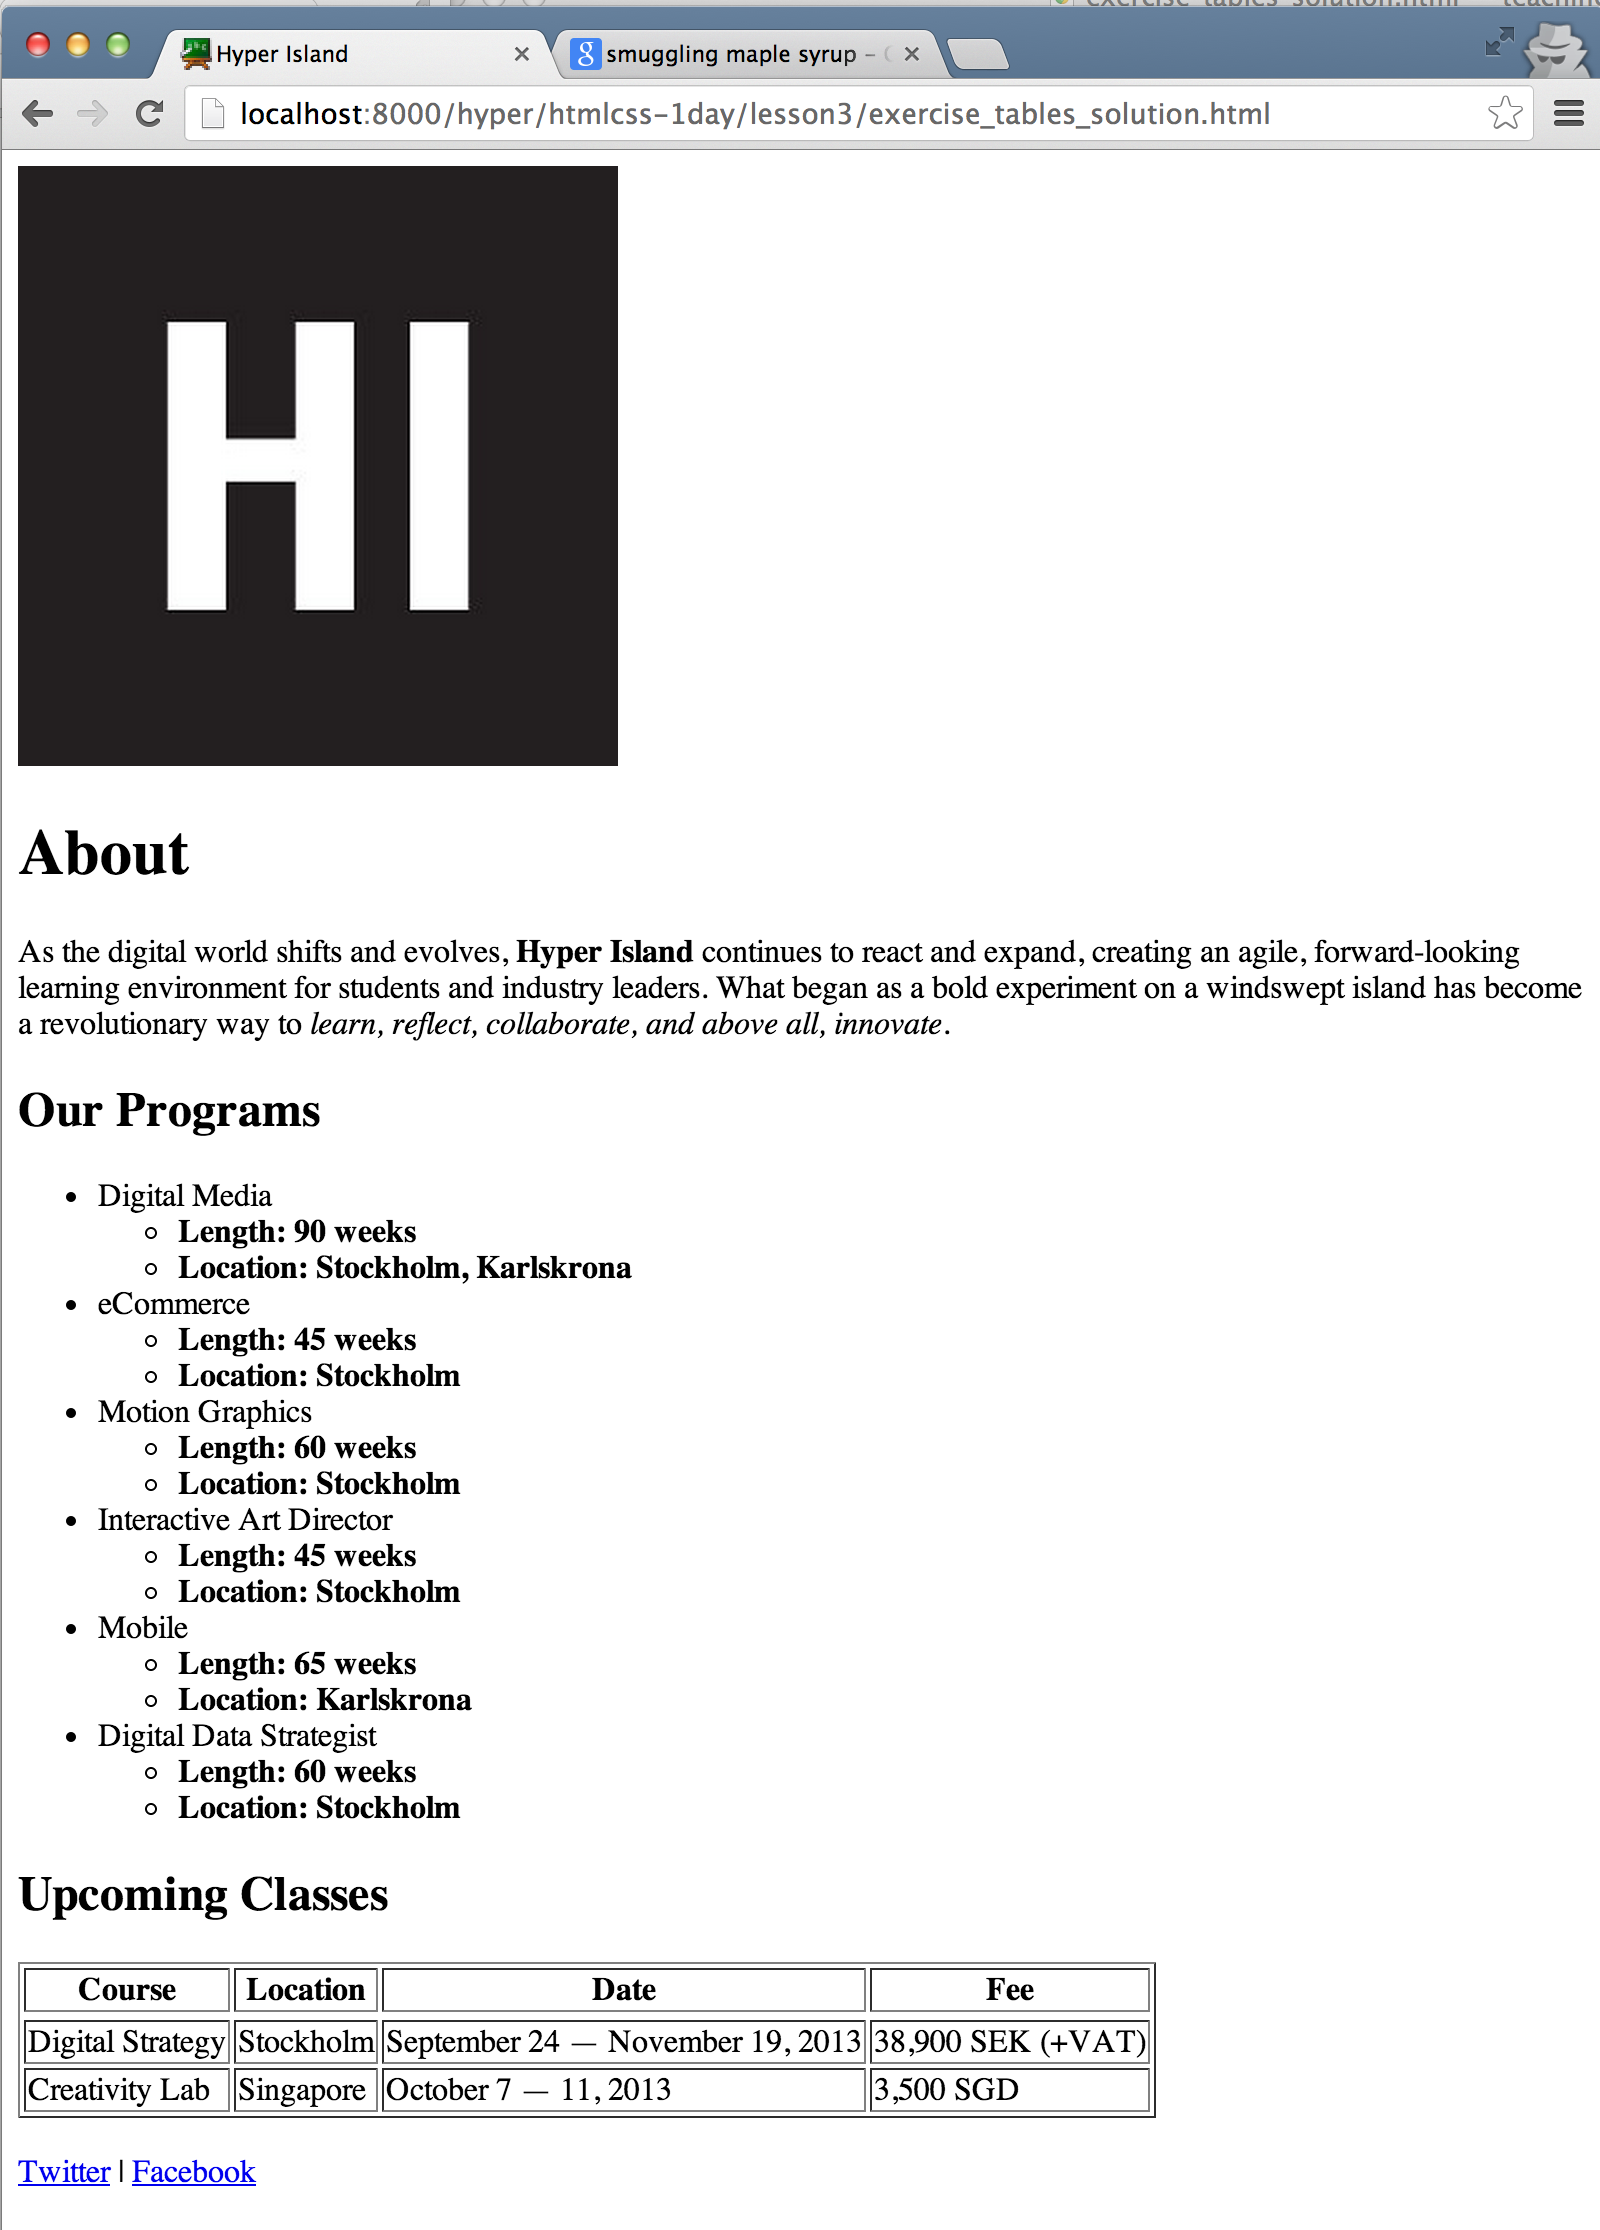 Hyper Island
smuggling maple syrup –
localhost:8000/hyper/htmlcss-1day/lesson3/exercise_tables_solution.html
HI
About
As the digital world shifts and evolves, Hyper Island continues to react and expand, creating an agile, forward-looking
learning environment for students and industry leaders. What began as a bold experiment on a windswept island has become
a revolutionary way to learn, reflect, collaborate, and above all, innovate.
Our Programs
Digital Media
Length: 90 weeks
Location: Stockholm, Karlskrona
eCommerce
Length: 45 weeks
Location: Stockholm
Motion Graphics
Length: 60 weeks
Location: Stockholm
Interactive Art Director
Length: 45 weeks
Location: Stockholm
Mobile
Length: 65 weeks
Location: Karlskrona
Digital Data Strategist
Length: 60 weeks
Location: Stockholm
Upcoming Classes
Course Location Date Fee
Digital Strategy Stockholm September 24 — November 19, 2013 38,900 SEK (+VAT)
Creativity Lab Singapore October 7 — 11, 2013 3,500 SGD
Twitter | Facebook